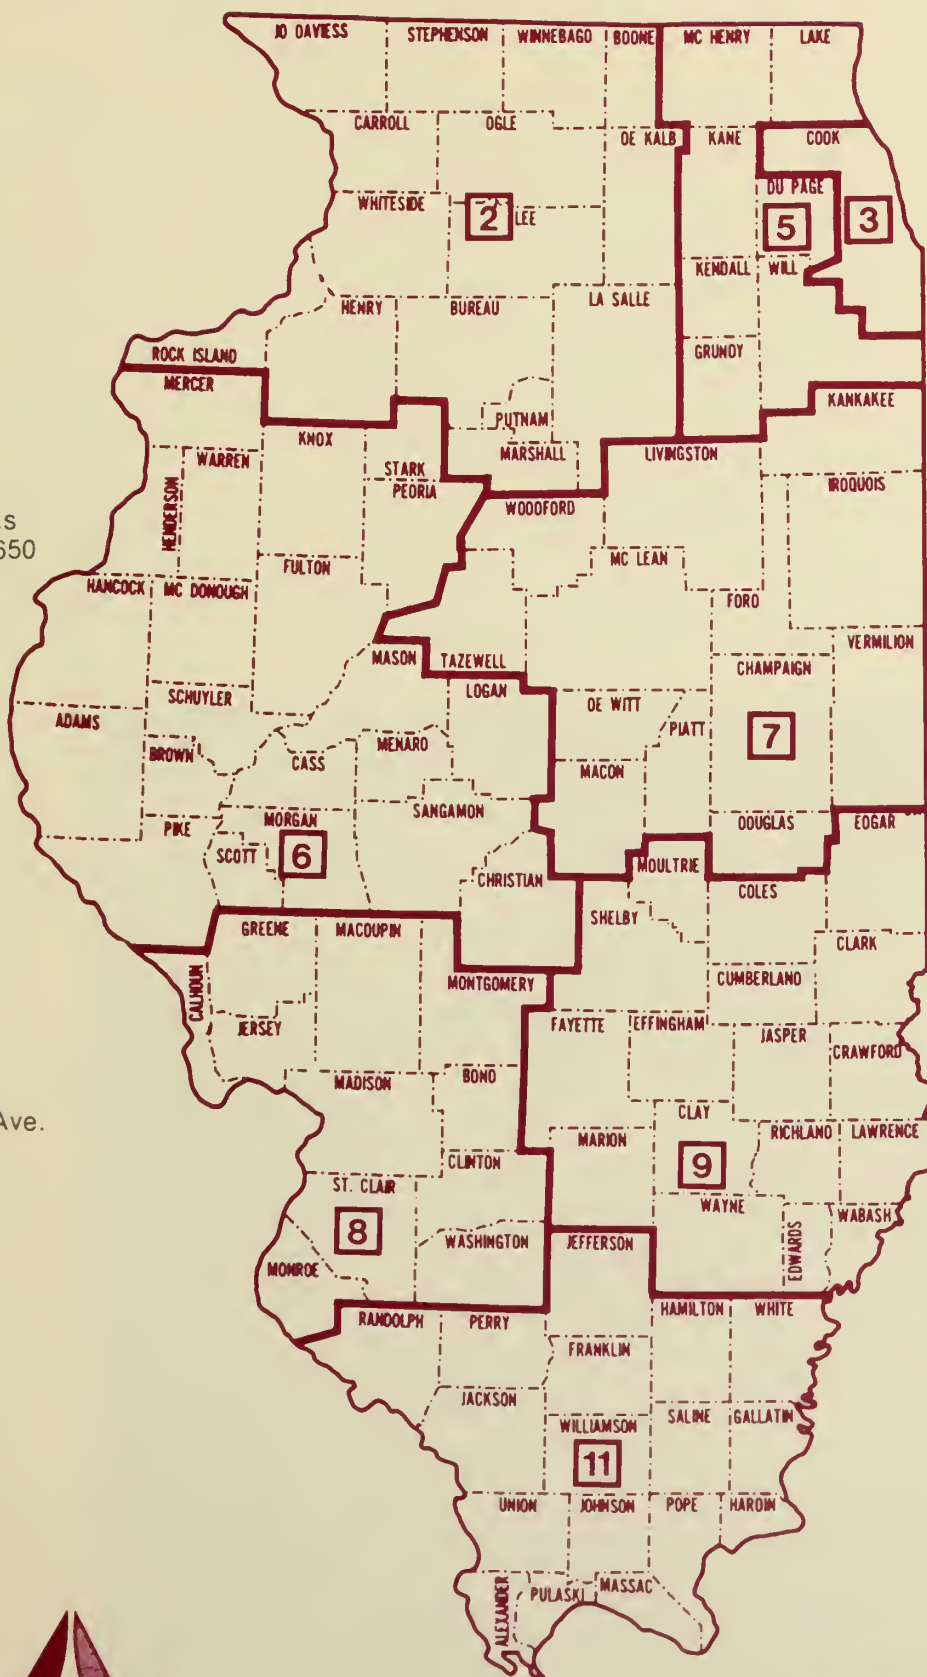 JO DAVIESS STEPHENSON WINNEBAGO BOONE MC HENRY LAKE
CARROLL OGLE DE KALB KANE COOK
WHITESIDE 2 LEE DU PAGE 5 3
KENDALL WILL
HENRY BUREAU LA SALLE
ROCK ISLAND GRUNDY
MERCER KANKAKEE
KNOX PUTNAM
WARREN STARK MARSHALL LIVINGSTON
HENDERSON PEORIA WOODFORD IROQUOIS
s
650
FULTON MC LEAN
HANCOCK MC DONOUGH FORD
MASON TAZEWELL VERMILION
SCHUYLER LOGAN CHAMPAIGN
ADAMS DE WITT PIATT
BROWN CASS MENARD 7
MACON
SANGAMON
PIKE MORGAN DOUGLAS EDGAR
SCOTT 6 MOULTRIE
CHRISTIAN COLES
GREENE MACOUPIN SHELBY
CLARK
CALHOUN MONTGOMERY CUMBERLAND
JERSEY FAYETTE EFFINGHAM JASPER
CRAWFORD
MADISON BOND
Ave.
CLAY
MARION RICHLAND LAWRENCE
CLINTON 9
ST. CLAIR WAYNE WABASH
8 WASHINGTON JEFFERSON EDWARDS
MONROE
RANDOLPH PERRY HAMILTON WHITE
FRANKLIN
JACKSON SALINE GALLATIN
WILLIAMSON
11
UNION JOHNSON POPE HARDIN
ALEXANDER PULASKI MASSAC